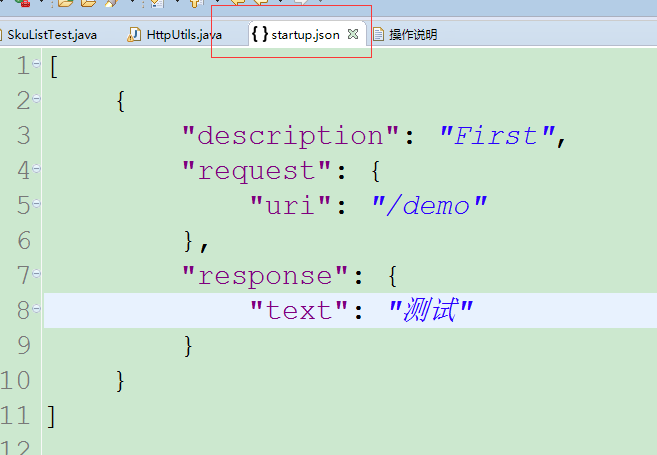 SkuListTest.java HttpUtils.java { } startup.json 操作说明
1 [
2 {
3 "description": "First",
4 "request": {
5 "uri": "/demo"
6 },
7 "response": {
8 "text": "测试"
9 }
10 }
11 ]
12